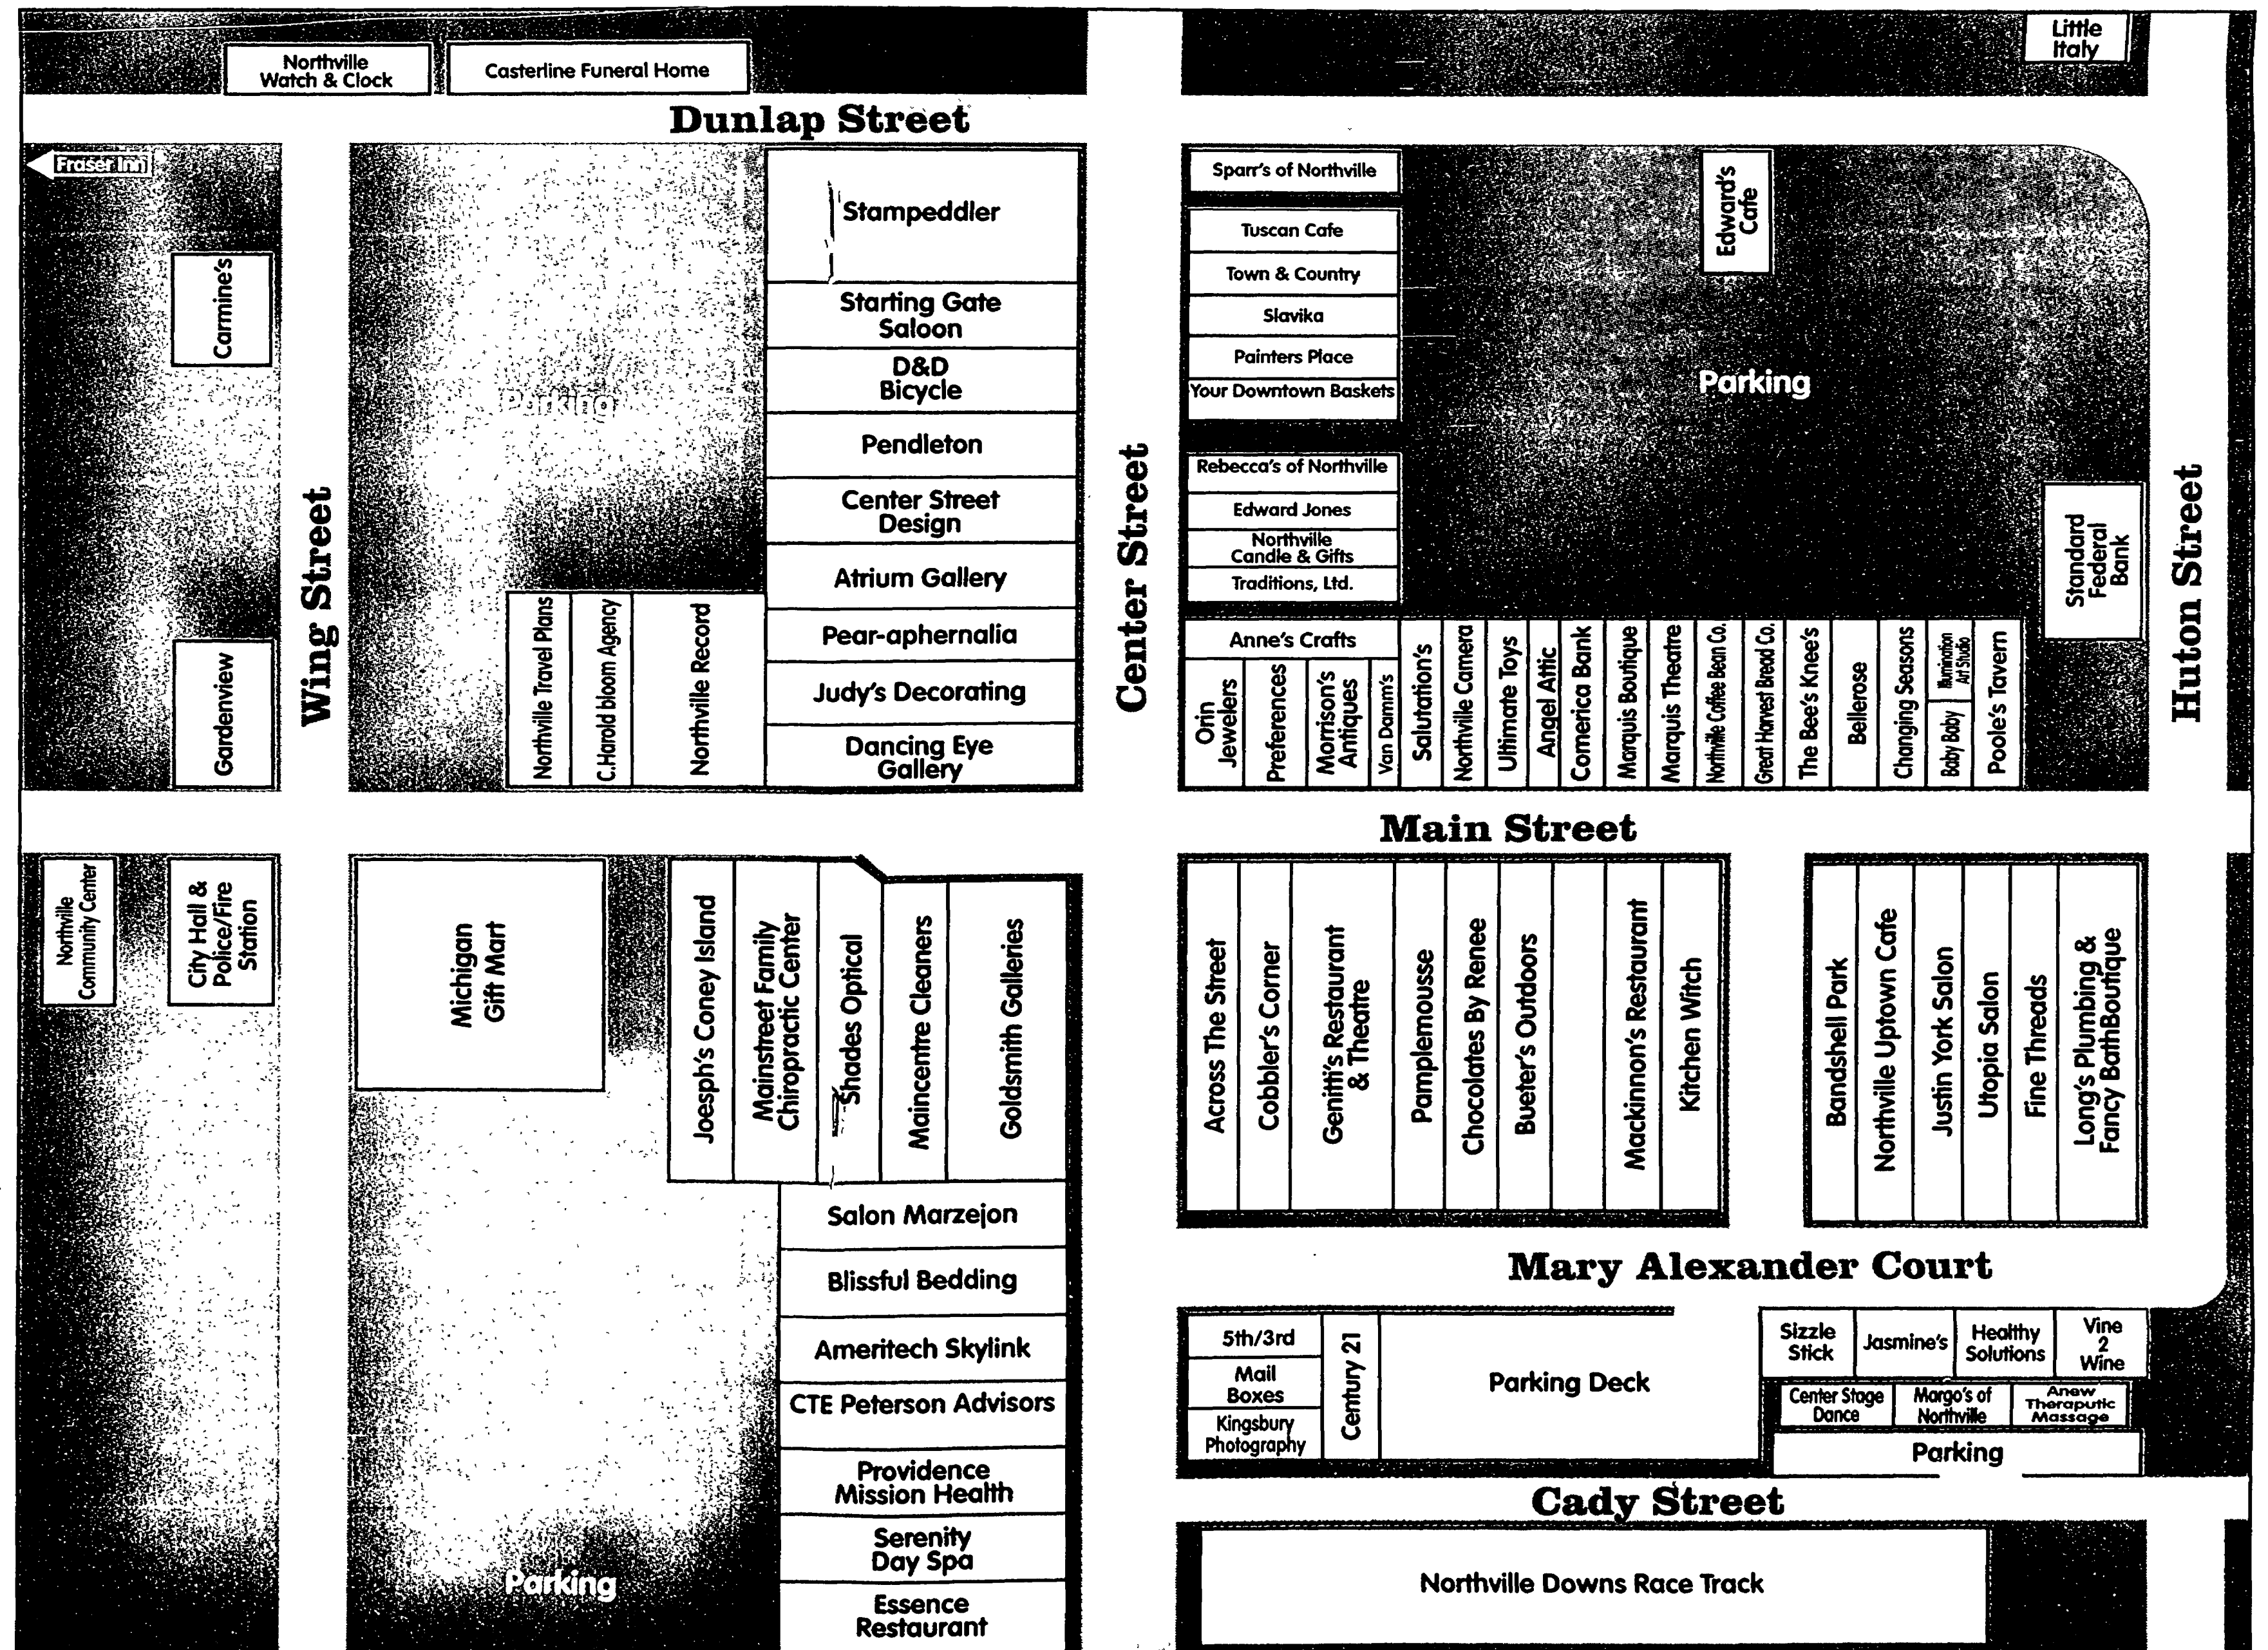 Northville
Watch & Clock
Casterline Funeral Home
Little
Italy
Dunlap Street
Fraser Inn
Carmine's
Gardenview
Wing Street
Parking
Northville Travel Plans
C.Harold bloom Agency
Northville Record
Stampeddler
Starting Gate
Saloon
D&D
Bicycle
Pendleton
Center Street
Design
Atrium Gallery
Pear-aphernalia
Judy's Decorating
Dancing Eye
Gallery
Center Street
Sparr's of Northville
Tuscan Cafe
Town & Country
Slavika
Painters Place
Your Downtown Baskets
Rebecca's of Northville
Edward Jones
Northville
Candle & Gifts
Traditions, Ltd.
Edward's
Cafe
Parking
Standard
Federal
Bank
Huton Street
Anne's Crafts
Orin
Jewelers
Preferences
Morrison's
Antiques
Van Damm's
Salutation's
Northville Camera
Ultimate Toys
Angel Attic
Comerica Bank
Marquis Boutique
Marquis Theatre
Northville Coffee Bean Co.
Great Harvest Bread Co.
The Bee's Knee's
Bellerose
Changing Seasons
Illumination
Art Studio
Baby Baby
Poole's Tavern
Main Street
Northville
Community Center
City Hall &
Police/Fire
Station
Michigan
Gift Mart
Joesph's Coney Island
Mainstreet Family
Chiropractic Center
Shades Optical
Maincentre Cleaners
Goldsmith Galleries
Salon Marzejon
Blissful Bedding
Ameritech Skylink
CTE Peterson Advisors
Providence
Mission Health
Serenity
Day Spa
Essence
Restaurant
Parking
Across The Street
Cobbler's Corner
Genitti's Restaurant
& Theatre
Pamplemousse
Chocolates By Renee
Bueter's Outdoors
Mackinnon's Restaurant
Kitchen Witch
Bandshell Park
Northville Uptown Cafe
Justin York Salon
Utopia Salon
Fine Threads
Long's Plumbing &
Fancy BathBoutique
Mary Alexander Court
5th/3rd
Mail
Boxes
Kingsbury
Photography
Century 21
Parking Deck
Sizzle
Stick
Jasmine's
Healthy
Solutions
Vine
2
Wine
Center Stage
Dance
Margo's of
Northville
Anew
Theraputic
Massage
Parking
Cady Street
Northville Downs Race Track